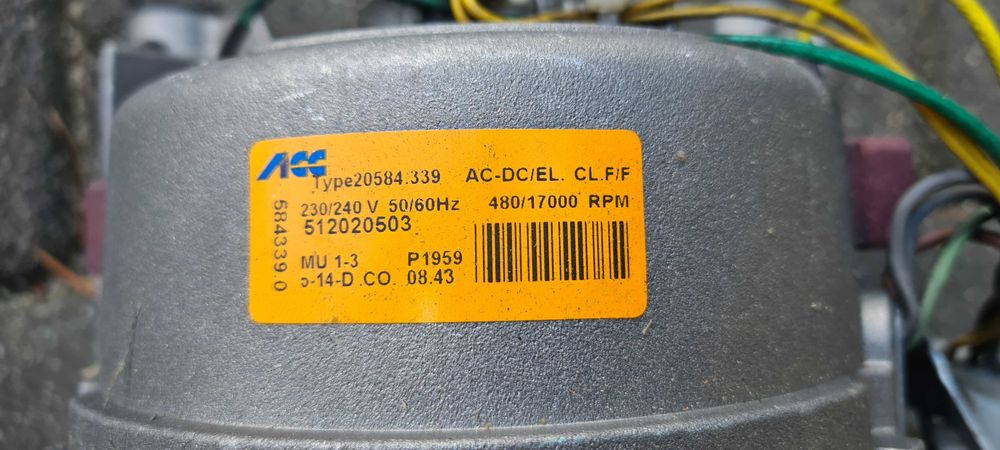 ACC
Type20584.339 AC-DC/EL. CL.F/F
230/240 V 50/60Hz 480/17000 RPM
512020503
MU 1-3 P1959
-14-D .CO. 08.43
584339.0